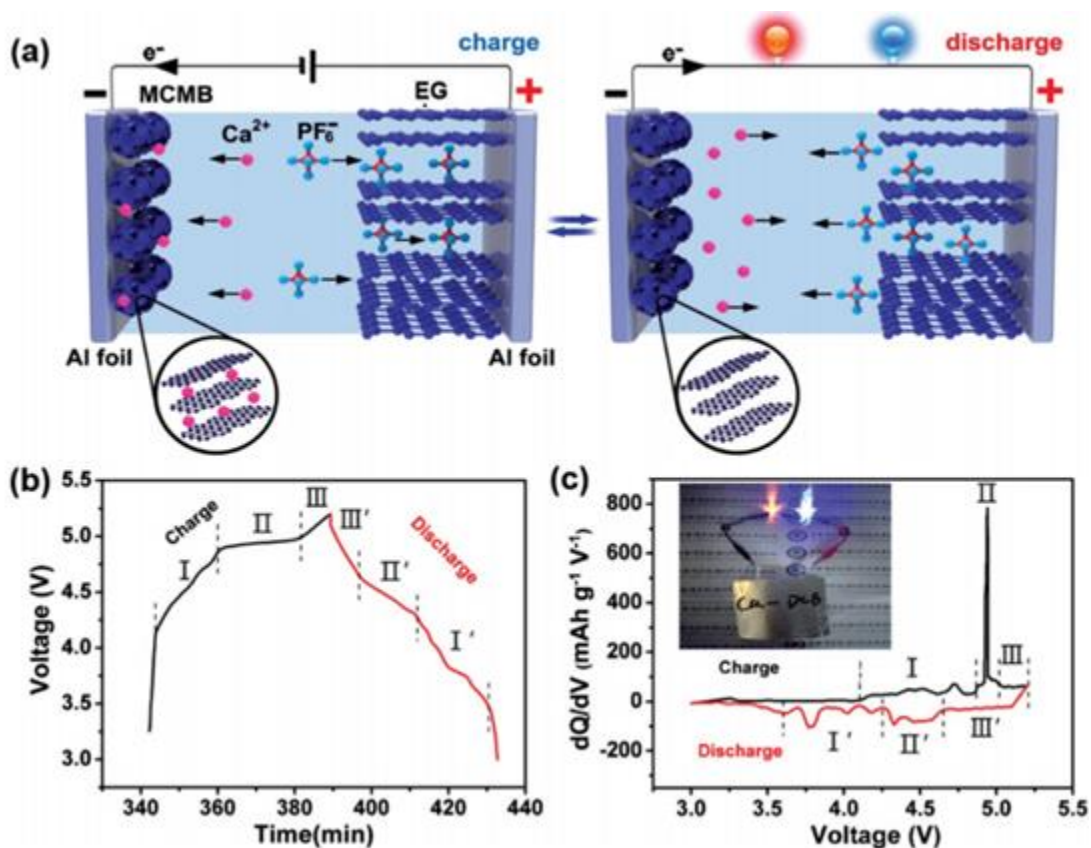 (a)
charge
discharge
e⁻
e⁻
− MCMB
EG
+
−
+
Ca²⁺
PF₆⁻
Al foil
Al foil
(b)
5.5
5.0
4.5
4.0
3.5
3.0
Voltage (V)
Charge
Discharge
I
II
III
III′
II′
I′
340 360 380 400 420 440
Time(min)
(c)
800
600
400
200
0
-200
dQ/dV (mAh g⁻¹ V⁻¹)
Ca-DCB
II
Charge
I
III
Discharge
I′
II′
III′
3.0 3.5 4.0 4.5 5.0 5.5
Voltage (V)